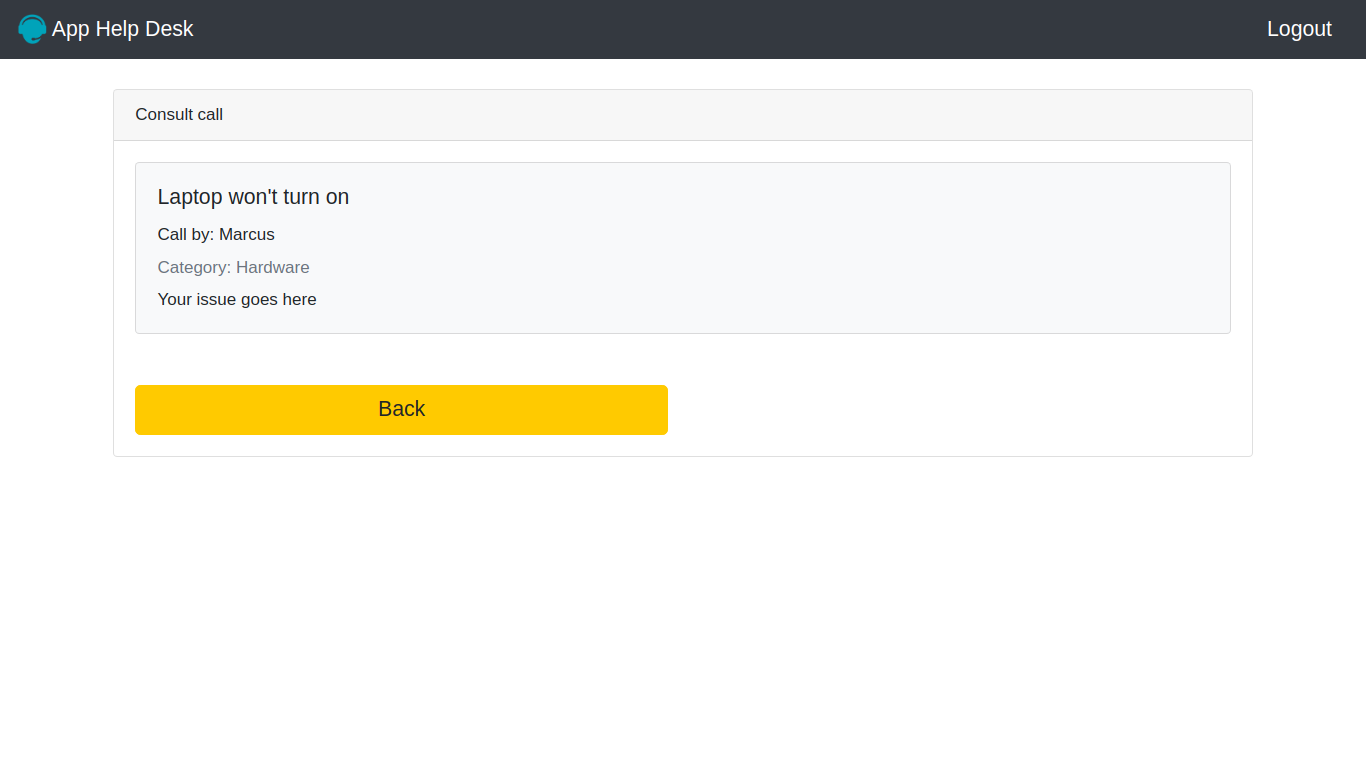 App Help Desk
Logout
Consult call
Laptop won't turn on
Call by: Marcus
Category: Hardware
Your issue goes here
Back